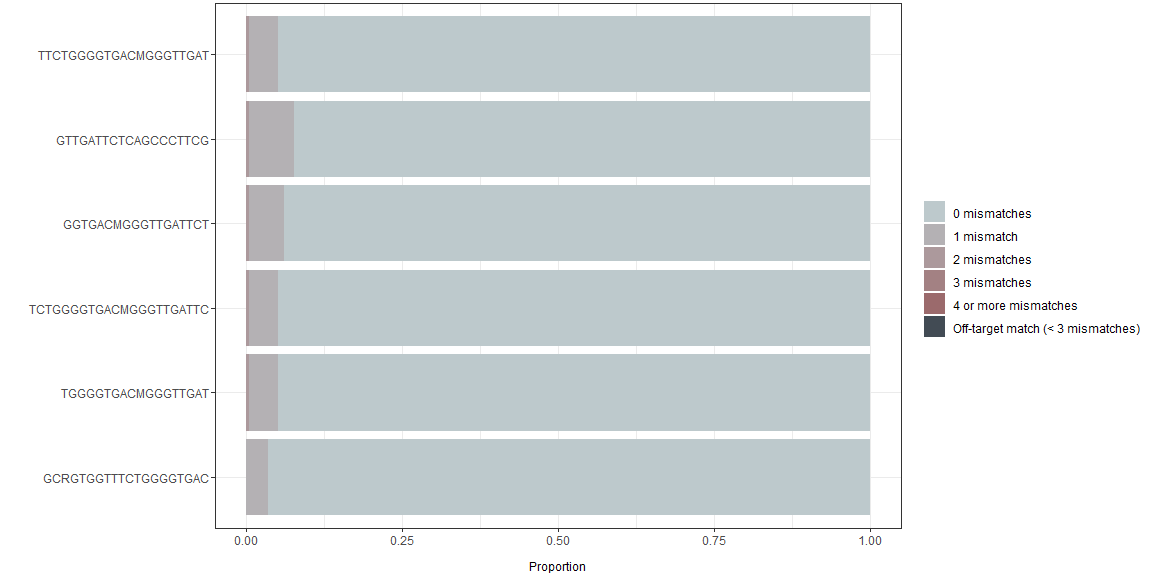 TTCTGGGGTGACMGGGTTGAT
GTTGATTCTCAGCCCTTCG
GGTGACMGGGTTGATTCT
TCTGGGGTGACMGGGTTGATTC
TGGGGTGACMGGGTTGAT
GCRGTGGTTTCTGGGGTGAC
0.00 0.25 0.50 0.75 1.00
Proportion
0 mismatches
1 mismatch
2 mismatches
3 mismatches
4 or more mismatches
Off-target match (< 3 mismatches)